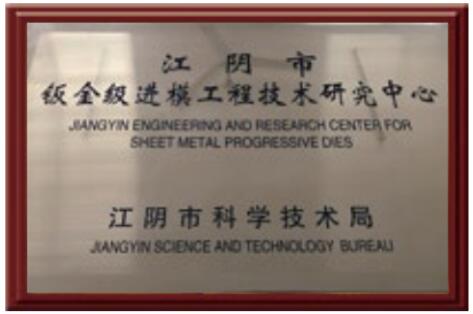 江阴市
钣金级进模工程技术研究中心
JIANGYIN ENGINEERING AND RESEARCH CENTER FOR
SHEET METAL PROGRESSIVE DIES
江阴市科学技术局
JIANGYIN SCIENCE AND TECHNOLOGY BUREAU